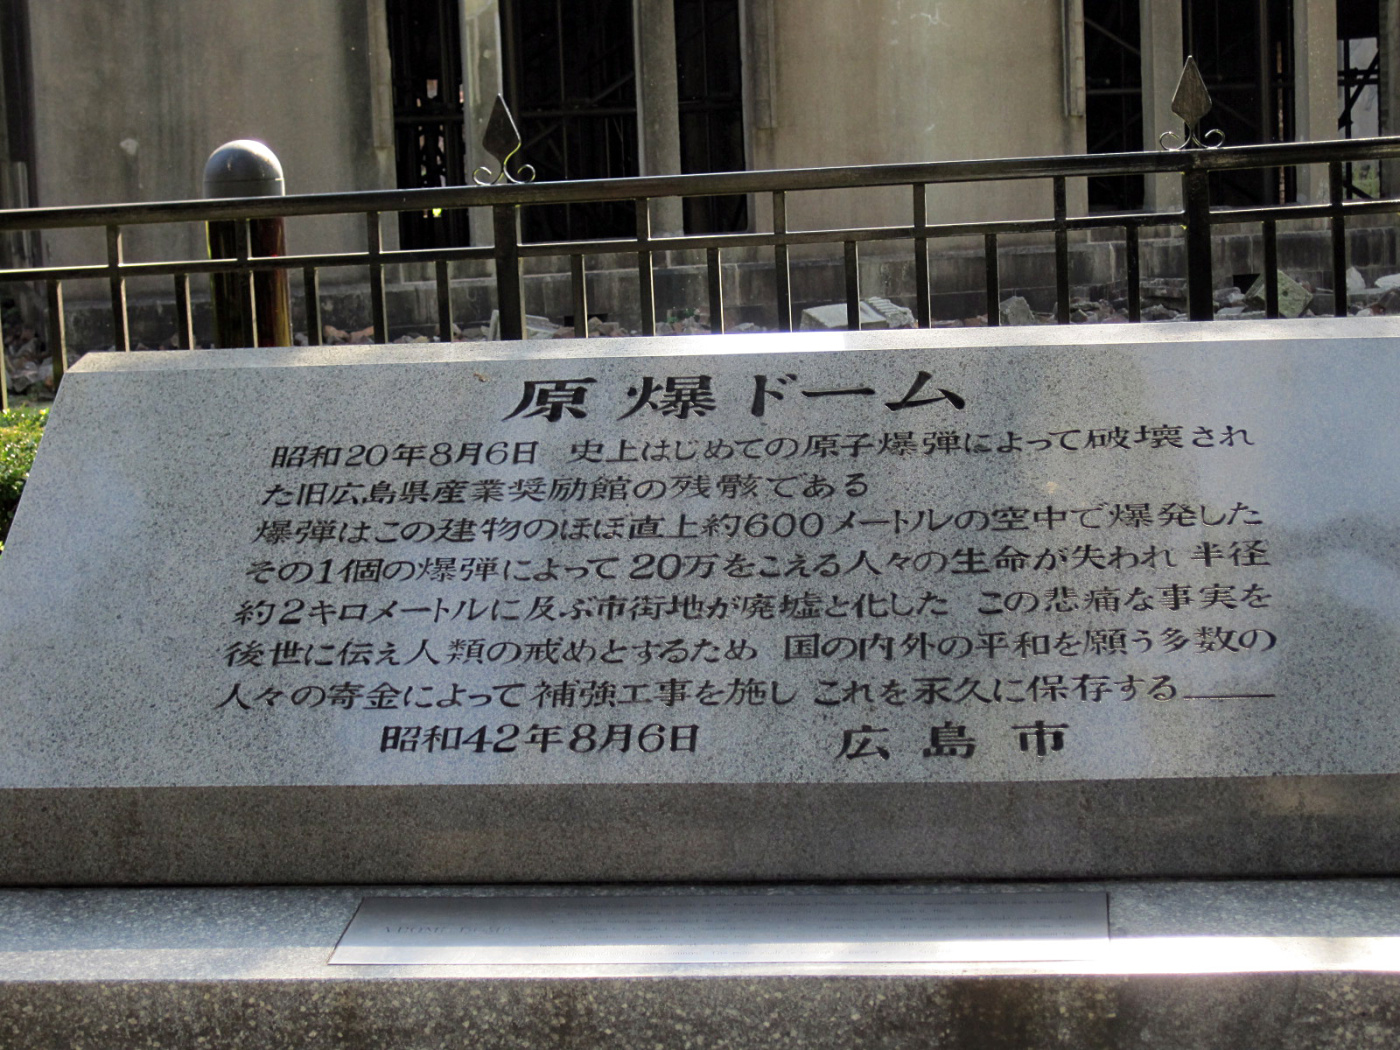 原爆ドーム
昭和20年8月6日 史上はじめての原子爆弾によって破壊され
た旧広島県産業奨励館の残骸である
爆弾はこの建物のほぼ直上約600メートルの空中で爆発した
その1個の爆弾によって20万をこえる人々の生命が失われ 半径
約2キロメートルに及ぶ市街地が廃墟と化した この悲痛な事実を
後世に伝え人類の戒めとするため 国の内外の平和を願う多数の
人々の寄金によって補強工事を施し これを永久に保存する――
昭和42年8月6日 広島市